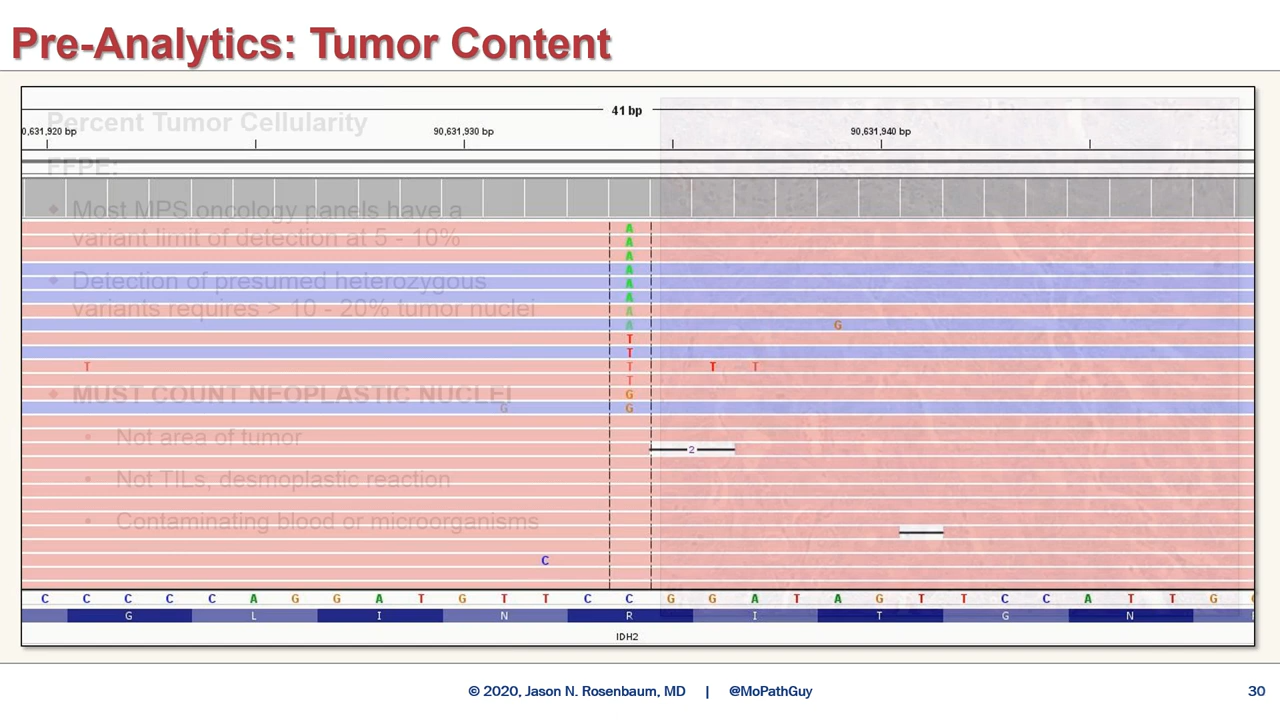 Pre-Analytics: Tumor Content
41 bp
0,631,920 bp 90,631,930 bp 90,631,940 bp
Percent Tumor Cellularity
FFPE:
Most MPS oncology panels have a
variant limit of detection at 5 - 10%
Detection of presumed heterozygous
variants requires > 10 - 20% tumor nuclei
MUST COUNT NEOPLASTIC NUCLEI
Not area of tumor
Not TILs, desmoplastic reaction
Contaminating blood or microorganisms
A
A
A
A
A
A
A
A G
T
T
T T T T
T
G
G G
2
C
C C C C C A G G A T G T T C C G G A T A G T T C C A T T G
G L I N R I T G N
IDH2
© 2020, Jason N. Rosenbaum, MD | @MoPathGuy
30